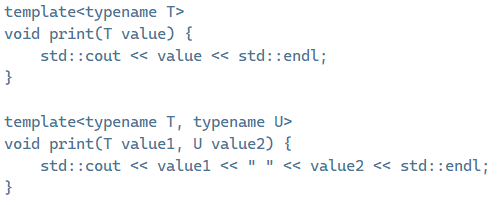 template<typename T>
void print(T value) {
    std::cout << value << std::endl;
}

template<typename T, typename U>
void print(T value1, U value2) {
    std::cout << value1 << " " << value2 << std::endl;
}